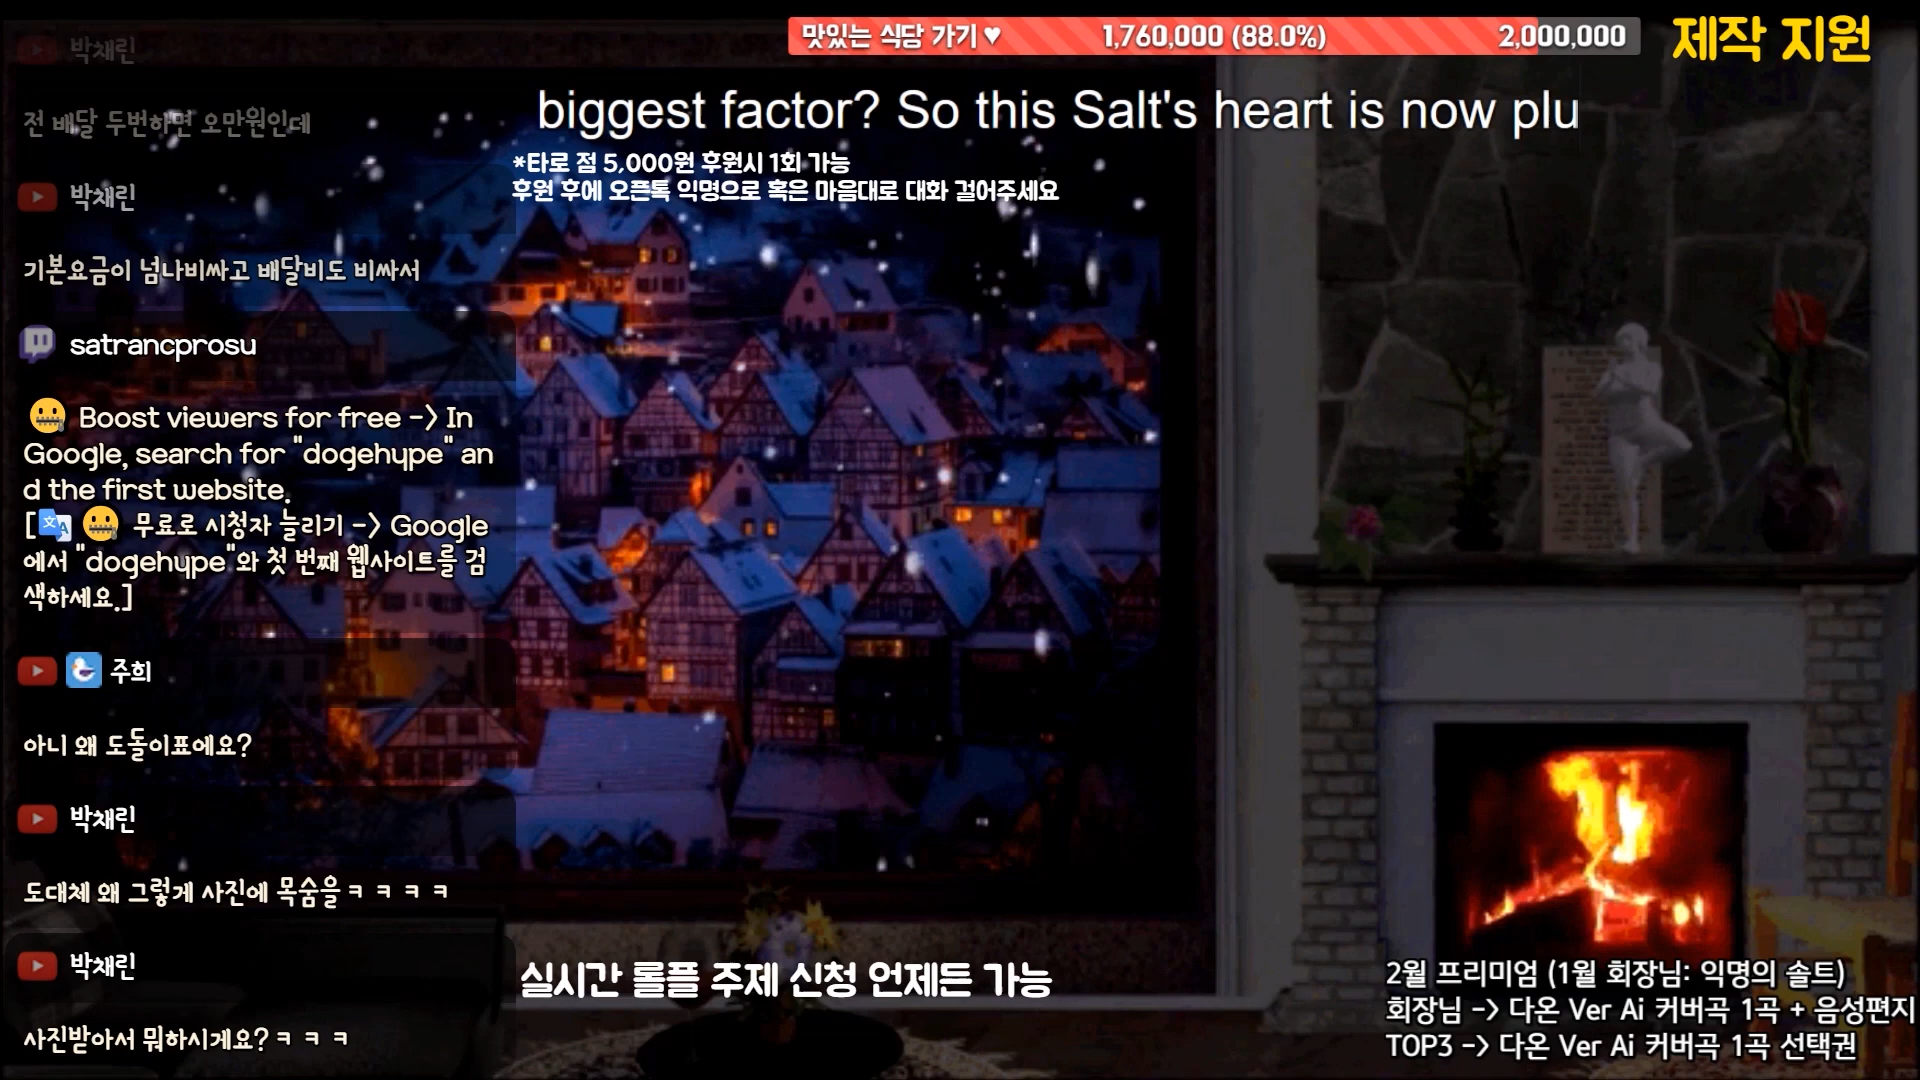 박채린
전 배달 두번하면 오만원인데
박채린
기본요금이 넘나비싸고 배달비도 비싸서
satrancprosu
Boost viewers for free -> In
Google, search for "dogehype" an
d the first website.
[무료로 시청자 늘리기 -> Google
에서 "dogehype"와 첫 번째 웹사이트를 검
색하세요.]
주희
아니 왜 도돌이표에요?
박채린
도대체 왜 그렇게 사진에 목숨을ㅋㅋㅋㅋ
박채린
사진받아서 뭐하시게요?ㅋㅋㅋ
맛있는 식당 가기♥ 1,760,000 (88.0%) 2,000,000
제작 지원
biggest factor? So this Salt's heart is now plu
*타로 점 5,000원 후원시 1회 가능
후원 후에 오픈톡 익명으로 혹은 마음대로 대화 걸어주세요
실시간 롤플 주제 신청 언제든 가능
2월 프리미엄 (1월 회장님: 익명의 솔트)
회장님 -> 다온 Ver Ai 커버곡 1곡 + 음성편지
TOP3 -> 다온 Ver Ai 커버곡 1곡 선택권